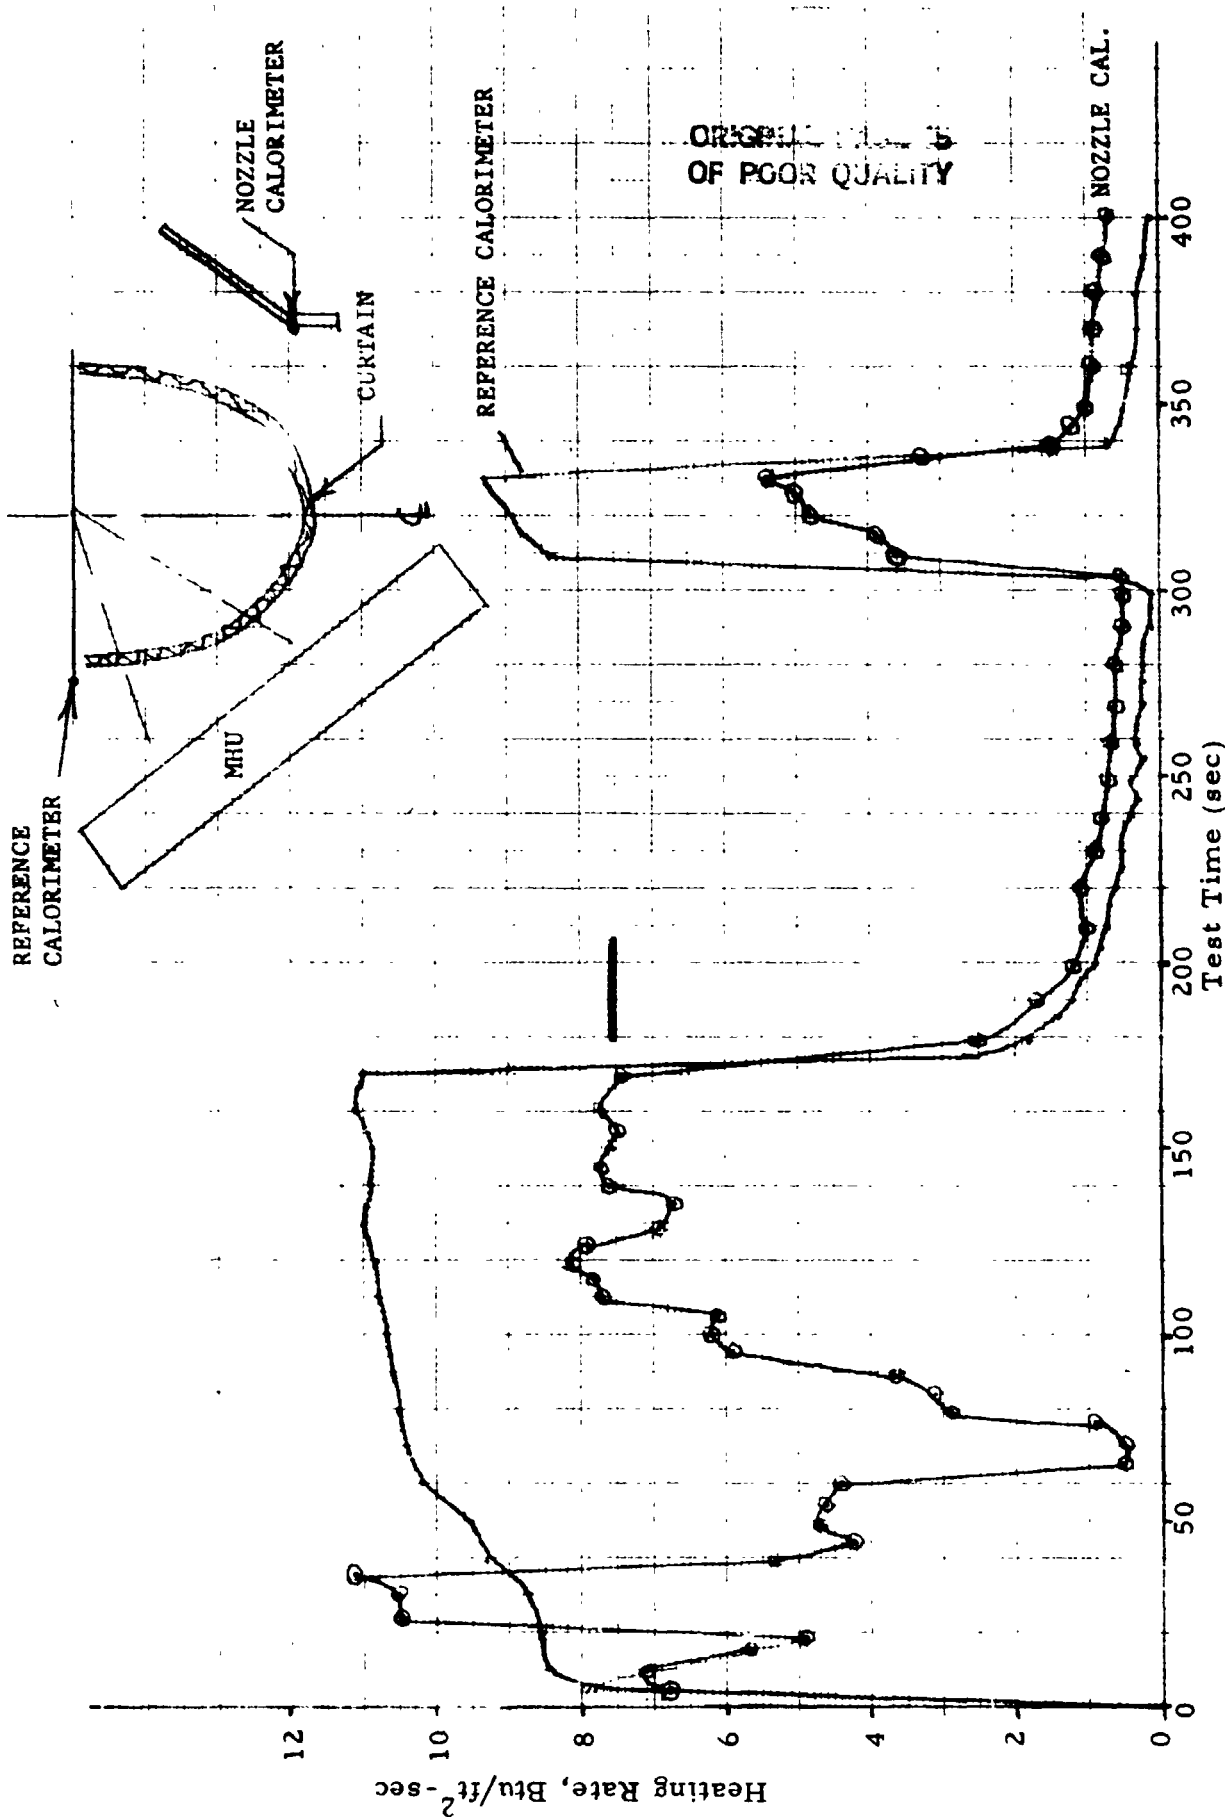 REFERENCE
CALORIMETER
NOZZLE
CALORIMETER
CURTAIN
MHU
REFERENCE CALORIMETER
OF POOR QUALITY
NOZZLE CAL.
Heating Rate, Btu/ft²-sec
12
10
8
6
4
2
0
0
50
100
150
200
250
300
350
400
Test Time (sec)